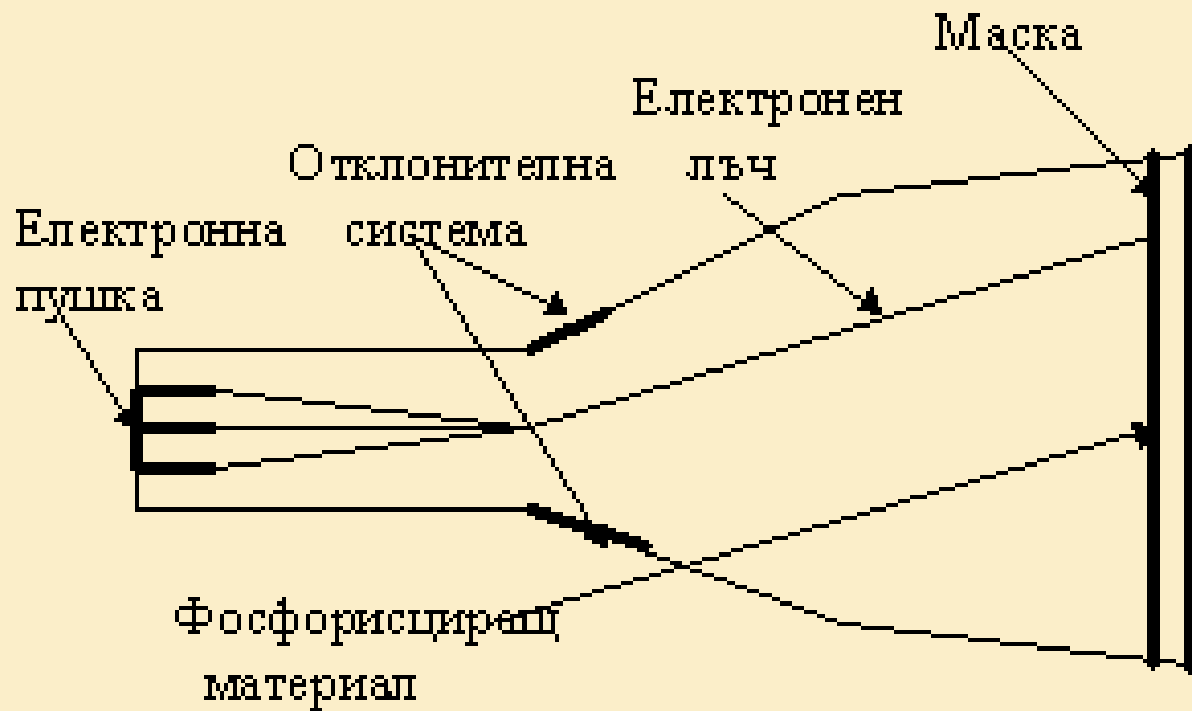 Маска
Електронен
лъч
Отклонителна
система
Електронна
пушка
Фосфорисциращ
материал